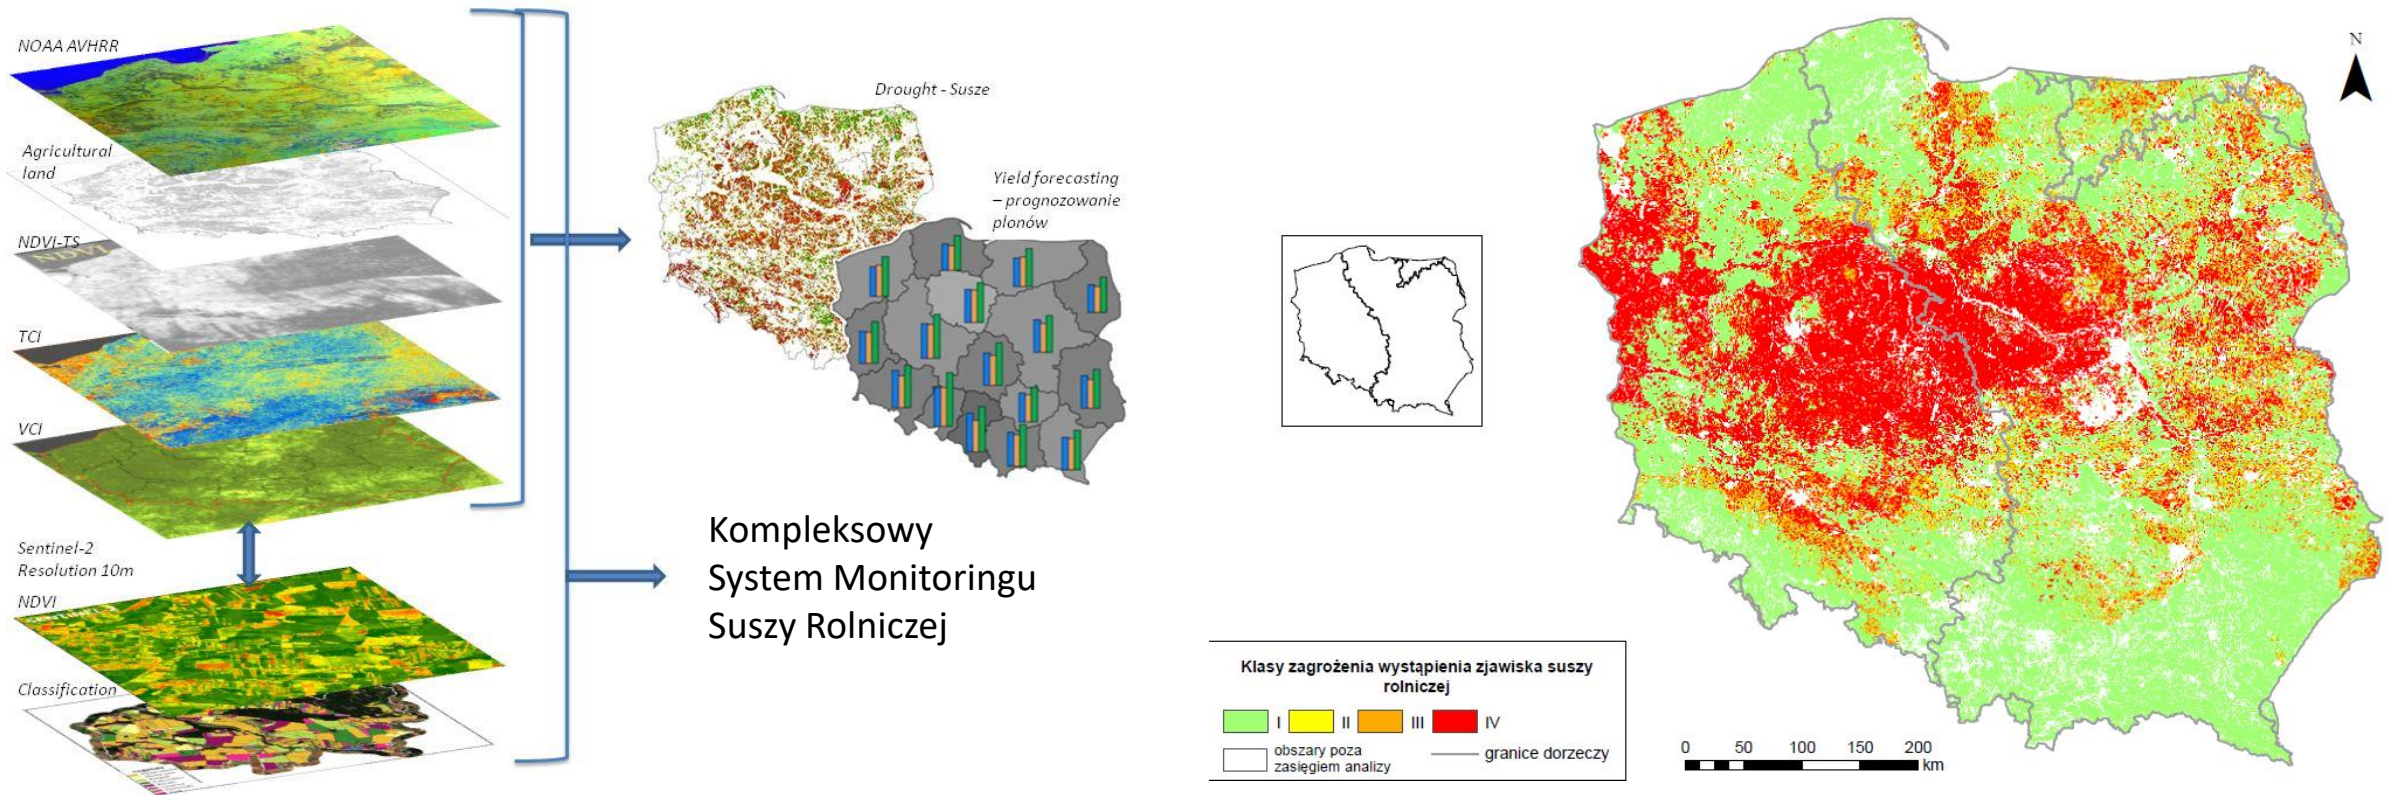 NOAA AVHRR
Agricultural
land
NDVI-TS
NDVI
TCI
VCI
Sentinel-2
Resolution 10m
NDVI
Classification
Drought - Susze
Yield forecasting
– prognozowanie
plonów
Kompleksowy
System Monitoringu
Suszy Rolniczej
N
Klasy zagrożenia wystąpienia zjawiska suszy
rolniczej
I II III IV
obszary poza
zasięgiem analizy
granice dorzeczy
0 50 100 150 200
km